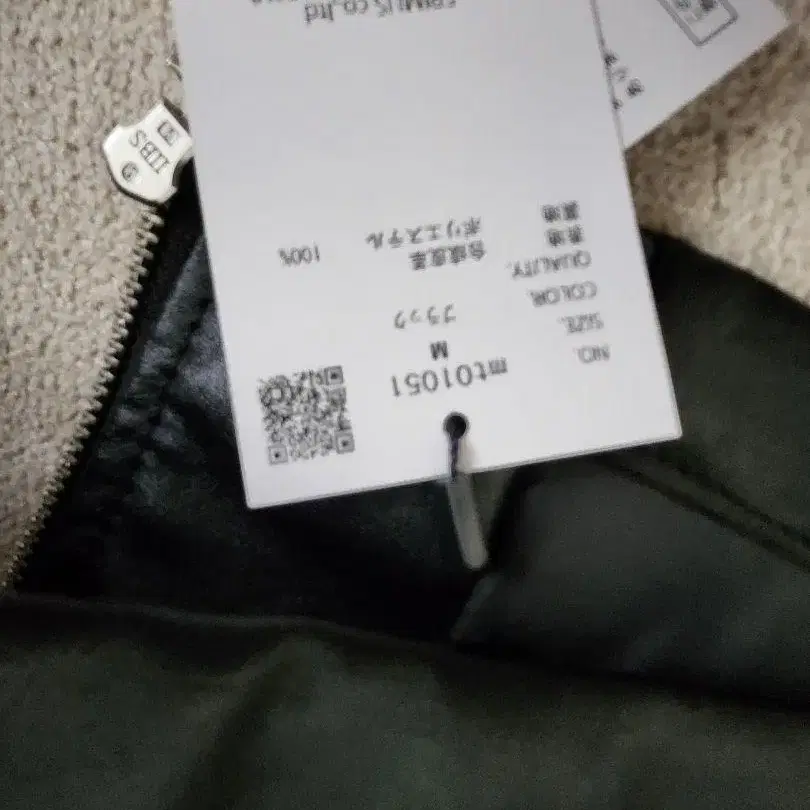 NO. mt01051
SIZE. M
COLOR. ブラック
QUALITY.
表地 合成皮革
裏地 ポリエステル 100%
co.,ltd